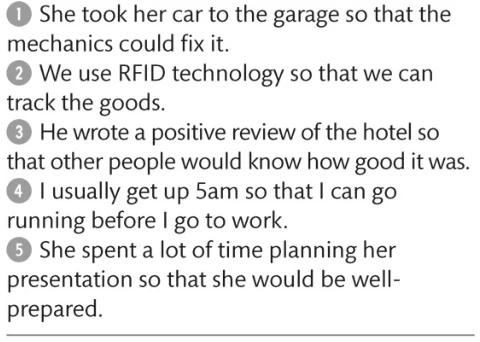 1 She took her car to the garage so that the
mechanics could fix it.
2 We use RFID technology so that we can
track the goods.
3 He wrote a positive review of the hotel so
that other people would know how good it was.
4 I usually get up 5am so that I can go
running before I go to work.
5 She spent a lot of time planning her
presentation so that she would be well-
prepared.